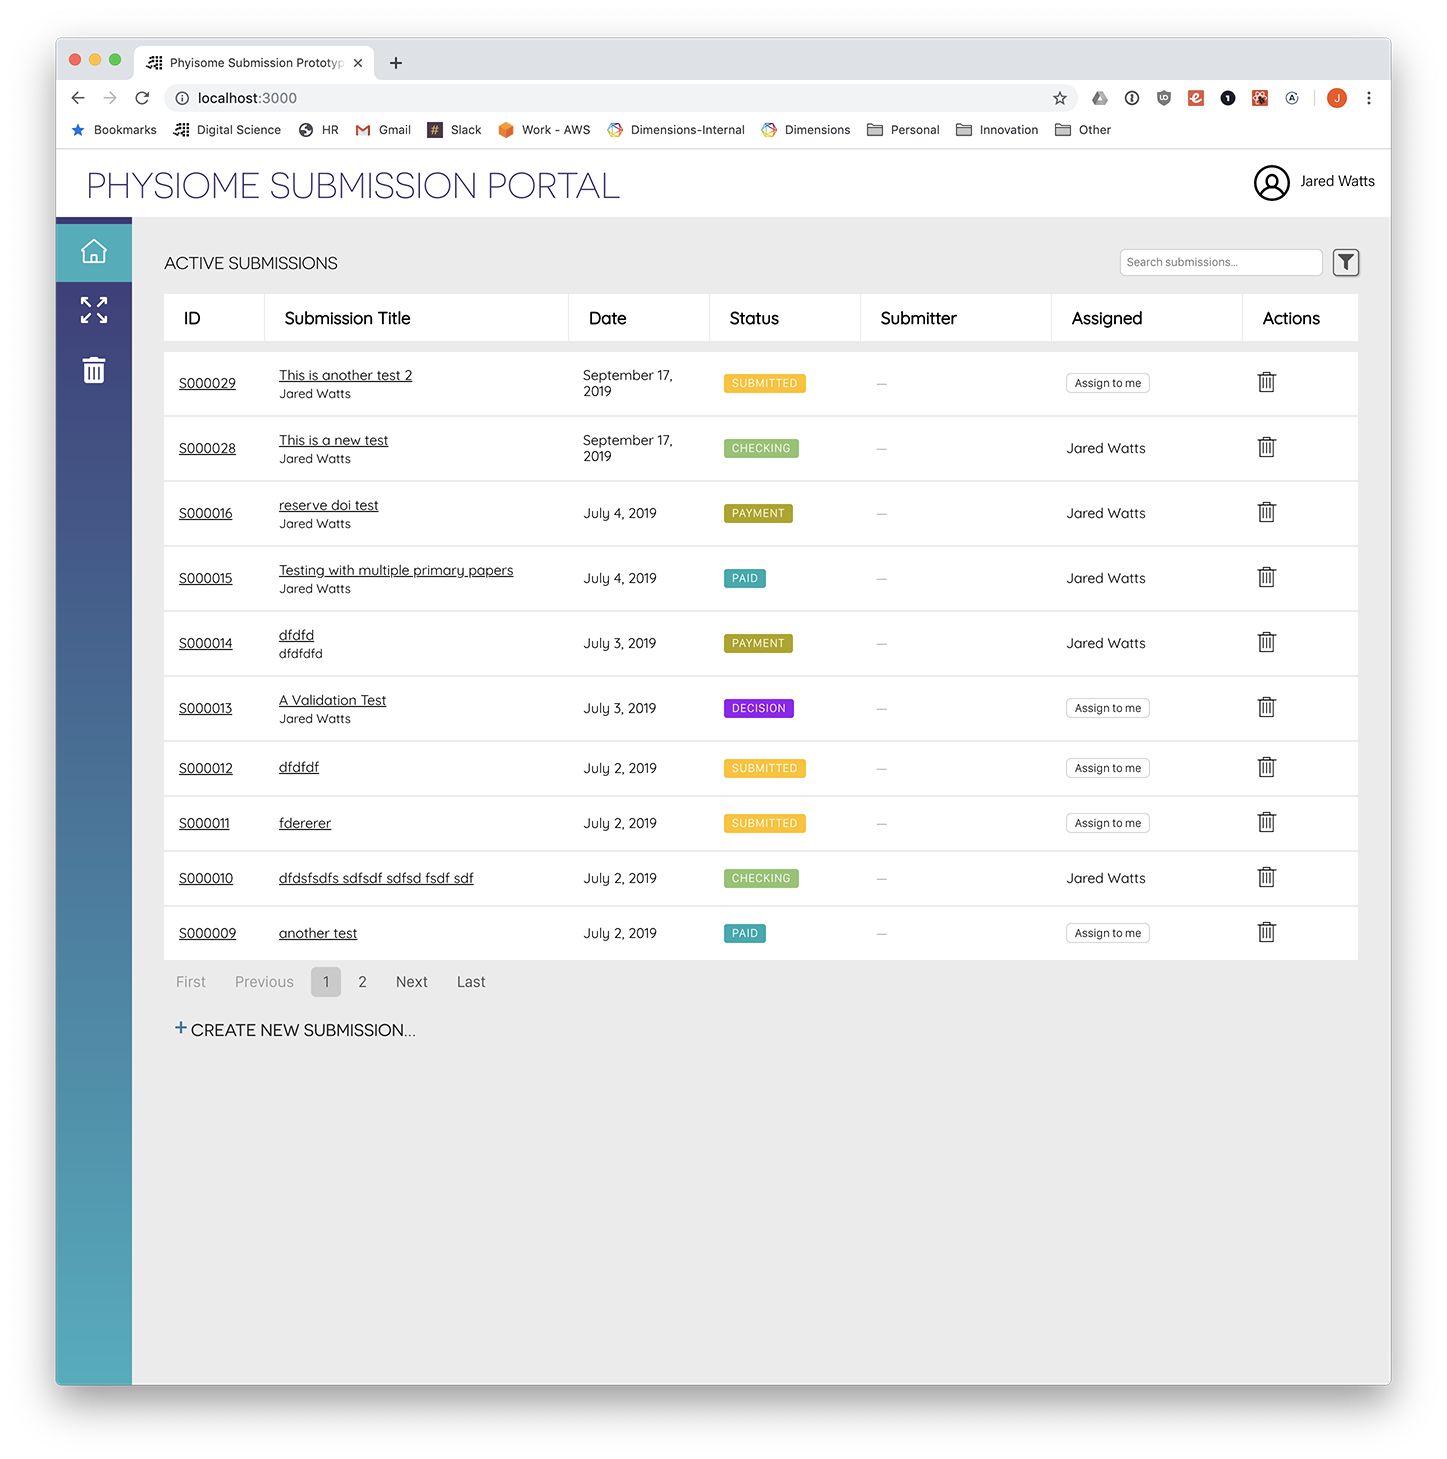 Phyisome Submission Prototyp
localhost:3000
Bookmarks Digital Science HR Gmail Slack Work - AWS Dimensions-Internal Dimensions Personal Innovation Other
PHYSIOME SUBMISSION PORTAL
Jared Watts
ACTIVE SUBMISSIONS
Search submissions...
ID Submission Title Date Status Submitter Assigned Actions
S000029 This is another test 2 September 17, SUBMITTED — Assign to me
Jared Watts 2019
S000028 This is a new test September 17, CHECKING — Jared Watts
Jared Watts 2019
S000016 reserve doi test July 4, 2019 PAYMENT — Jared Watts
Jared Watts
S000015 Testing with multiple primary papers July 4, 2019 PAID — Jared Watts
Jared Watts
S000014 dfdfd July 3, 2019 PAYMENT — Jared Watts
dfdfdfd
S000013 A Validation Test July 3, 2019 DECISION — Assign to me
Jared Watts
S000012 dfdfdf July 2, 2019 SUBMITTED — Assign to me
S000011 fdererer July 2, 2019 SUBMITTED — Assign to me
S000010 dfdsfsdfs sdfsdf sdfsd fsdf sdf July 2, 2019 CHECKING — Jared Watts
S000009 another test July 2, 2019 PAID — Assign to me
First Previous 1 2 Next Last
+ CREATE NEW SUBMISSION...